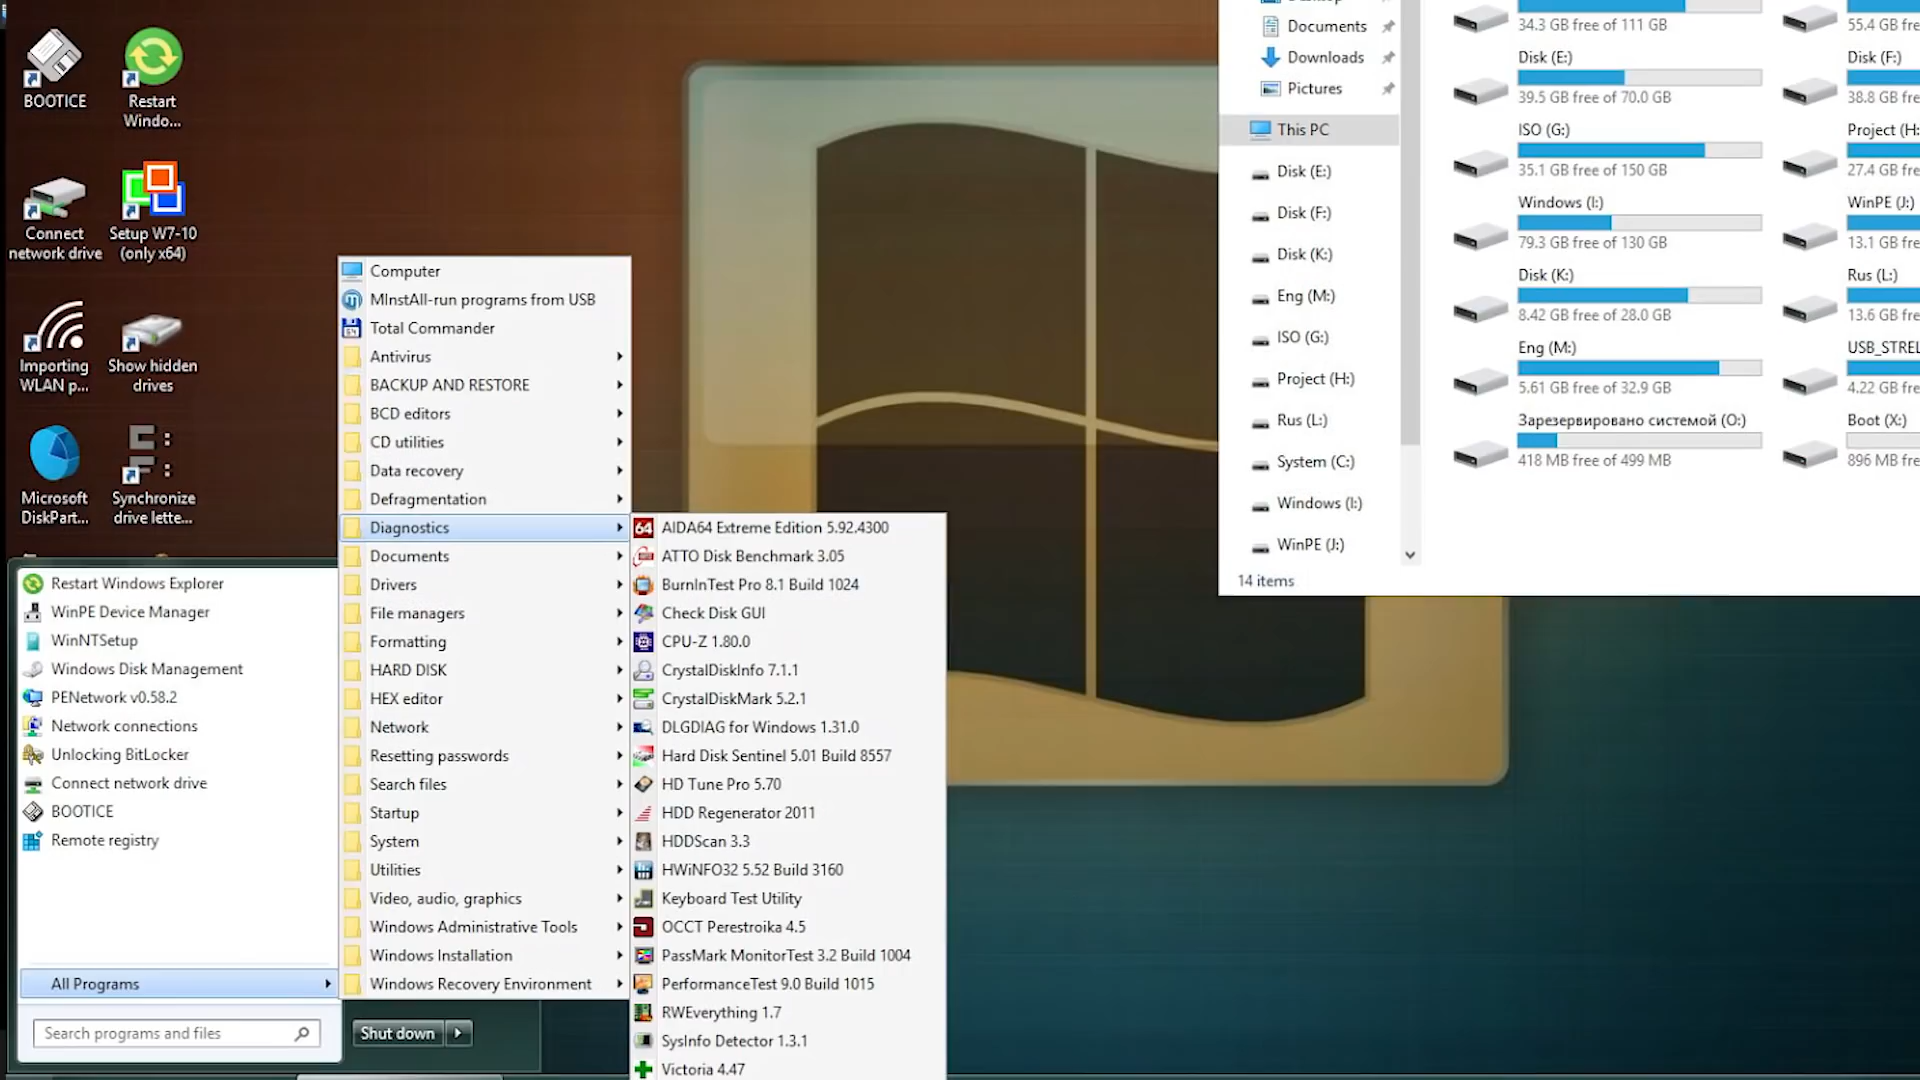 BOOTICE
Restart
Windo...
Connect
network drive
Setup W7-10
(only x64)
Importing
WLAN p...
Show hidden
drives
Microsoft
DiskPart...
Synchronize
drive lette...
Restart Windows Explorer
WinPE Device Manager
WinNTSetup
Windows Disk Management
PENetwork v0.58.2
Network connections
Unlocking BitLocker
Connect network drive
BOOTICE
Remote registry
All Programs
Search programs and files
Shut down
Computer
MInstAll-run programs from USB
Total Commander
Antivirus
BACKUP AND RESTORE
BCD editors
CD utilities
Data recovery
Defragmentation
Diagnostics
Documents
Drivers
File managers
Formatting
HARD DISK
HEX editor
Network
Resetting passwords
Search files
Startup
System
Utilities
Video, audio, graphics
Windows Administrative Tools
Windows Installation
Windows Recovery Environment
64 AIDA64 Extreme Edition 5.92.4300
ATTO Disk Benchmark 3.05
BurnInTest Pro 8.1 Build 1024
Check Disk GUI
CPU-Z 1.80.0
CrystalDiskInfo 7.1.1
CrystalDiskMark 5.2.1
DLGDIAG for Windows 1.31.0
Hard Disk Sentinel 5.01 Build 8557
HD Tune Pro 5.70
HDD Regenerator 2011
HDDScan 3.3
HWiNFO32 5.52 Build 3160
Keyboard Test Utility
OCCT Perestroika 4.5
PassMark MonitorTest 3.2 Build 1004
PerformanceTest 9.0 Build 1015
RWEverything 1.7
SysInfo Detector 1.3.1
Victoria 4.47
Documents
Downloads
Pictures
This PC
Disk (E:)
Disk (F:)
Disk (K:)
Eng (M:)
ISO (G:)
Project (H:)
Rus (L:)
System (C:)
Windows (I:)
WinPE (J:)
14 items
34.3 GB free of 111 GB
55.4 GB free
Disk (E:)
39.5 GB free of 70.0 GB
Disk (F:)
38.8 GB free
ISO (G:)
35.1 GB free of 150 GB
Project (H:
27.4 GB free
Windows (I:)
79.3 GB free of 130 GB
WinPE (J:)
13.1 GB free
Disk (K:)
8.42 GB free of 28.0 GB
Rus (L:)
13.6 GB free
Eng (M:)
5.61 GB free of 32.9 GB
USB_STREL
4.22 GB free
Зарезервировано системой (O:)
418 MB free of 499 MB
Boot (X:)
896 MB free